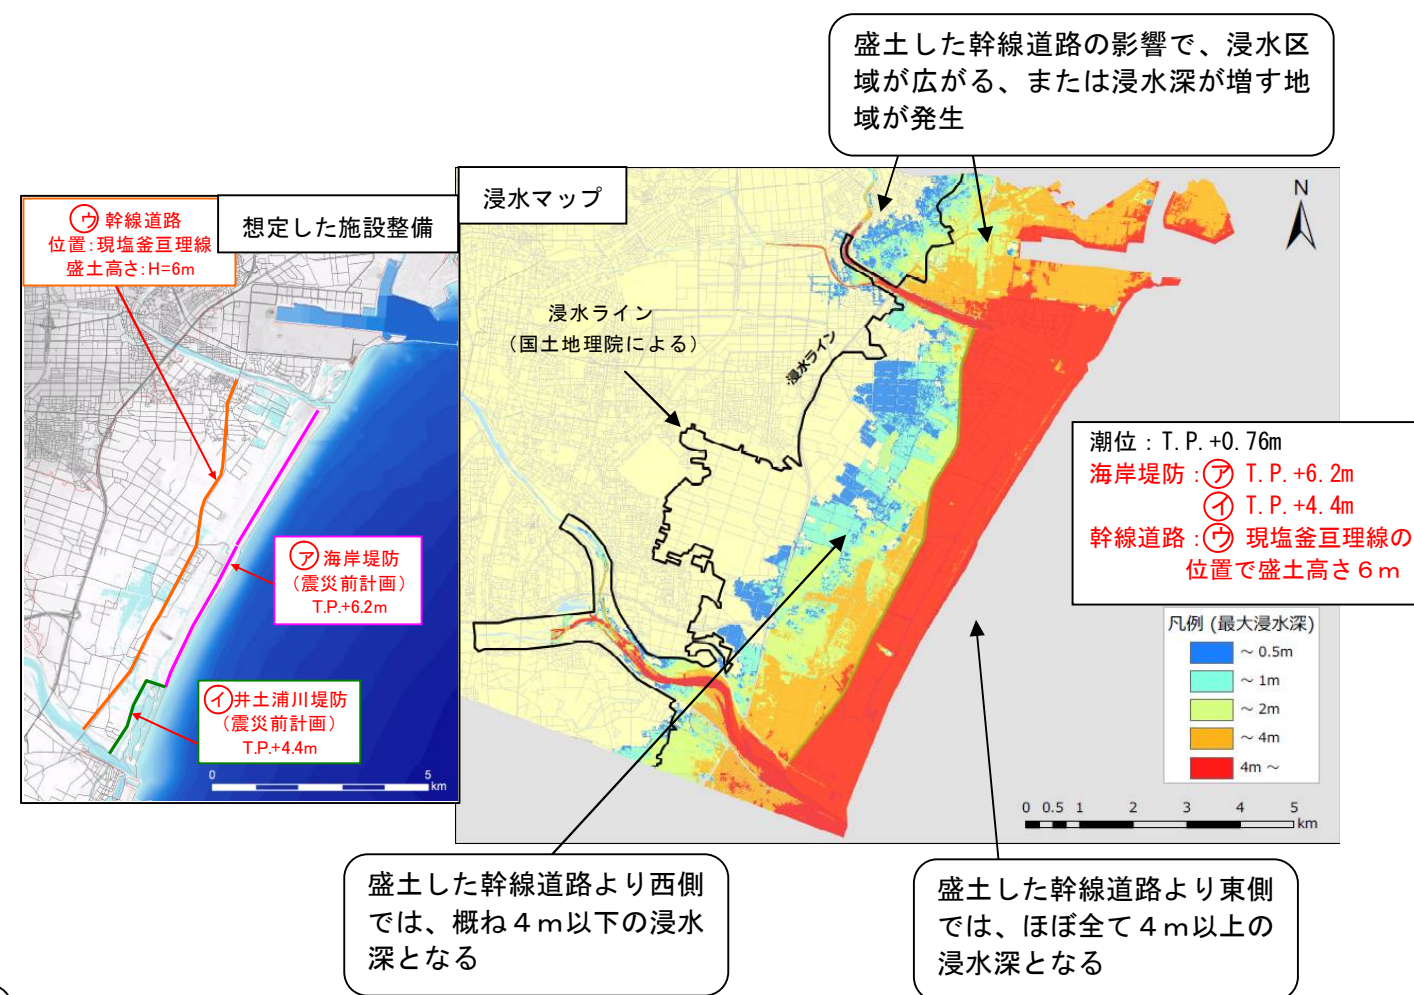 盛土した幹線道路の影響で、浸水区
域が広がる、または浸水深が増す地
域が発生
㋒幹線道路
位置：現塩釜亘理線
盛土高さ：H=6m
想定した施設整備
㋐海岸堤防
（震災前計画）
T.P.+6.2m
㋑井土浦川堤防
（震災前計画）
T.P.+4.4m
0 5
km
浸水マップ
浸水ライン
（国土地理院による）
浸水ライン
N
潮位：T.P.+0.76m
海岸堤防：㋐ T.P.+6.2m
㋑ T.P.+4.4m
幹線道路：㋒ 現塩釜亘理線の
位置で盛土高さ６ｍ
凡例 (最大浸水深)
～ 0.5m
～ 1m
～ 2m
～ 4m
4m ～
0 0.5 1 2 3 4 5
km
盛土した幹線道路より西側
では、概ね４ｍ以下の浸水
深となる
盛土した幹線道路より東側
では、ほぼ全て４ｍ以上の
浸水深となる